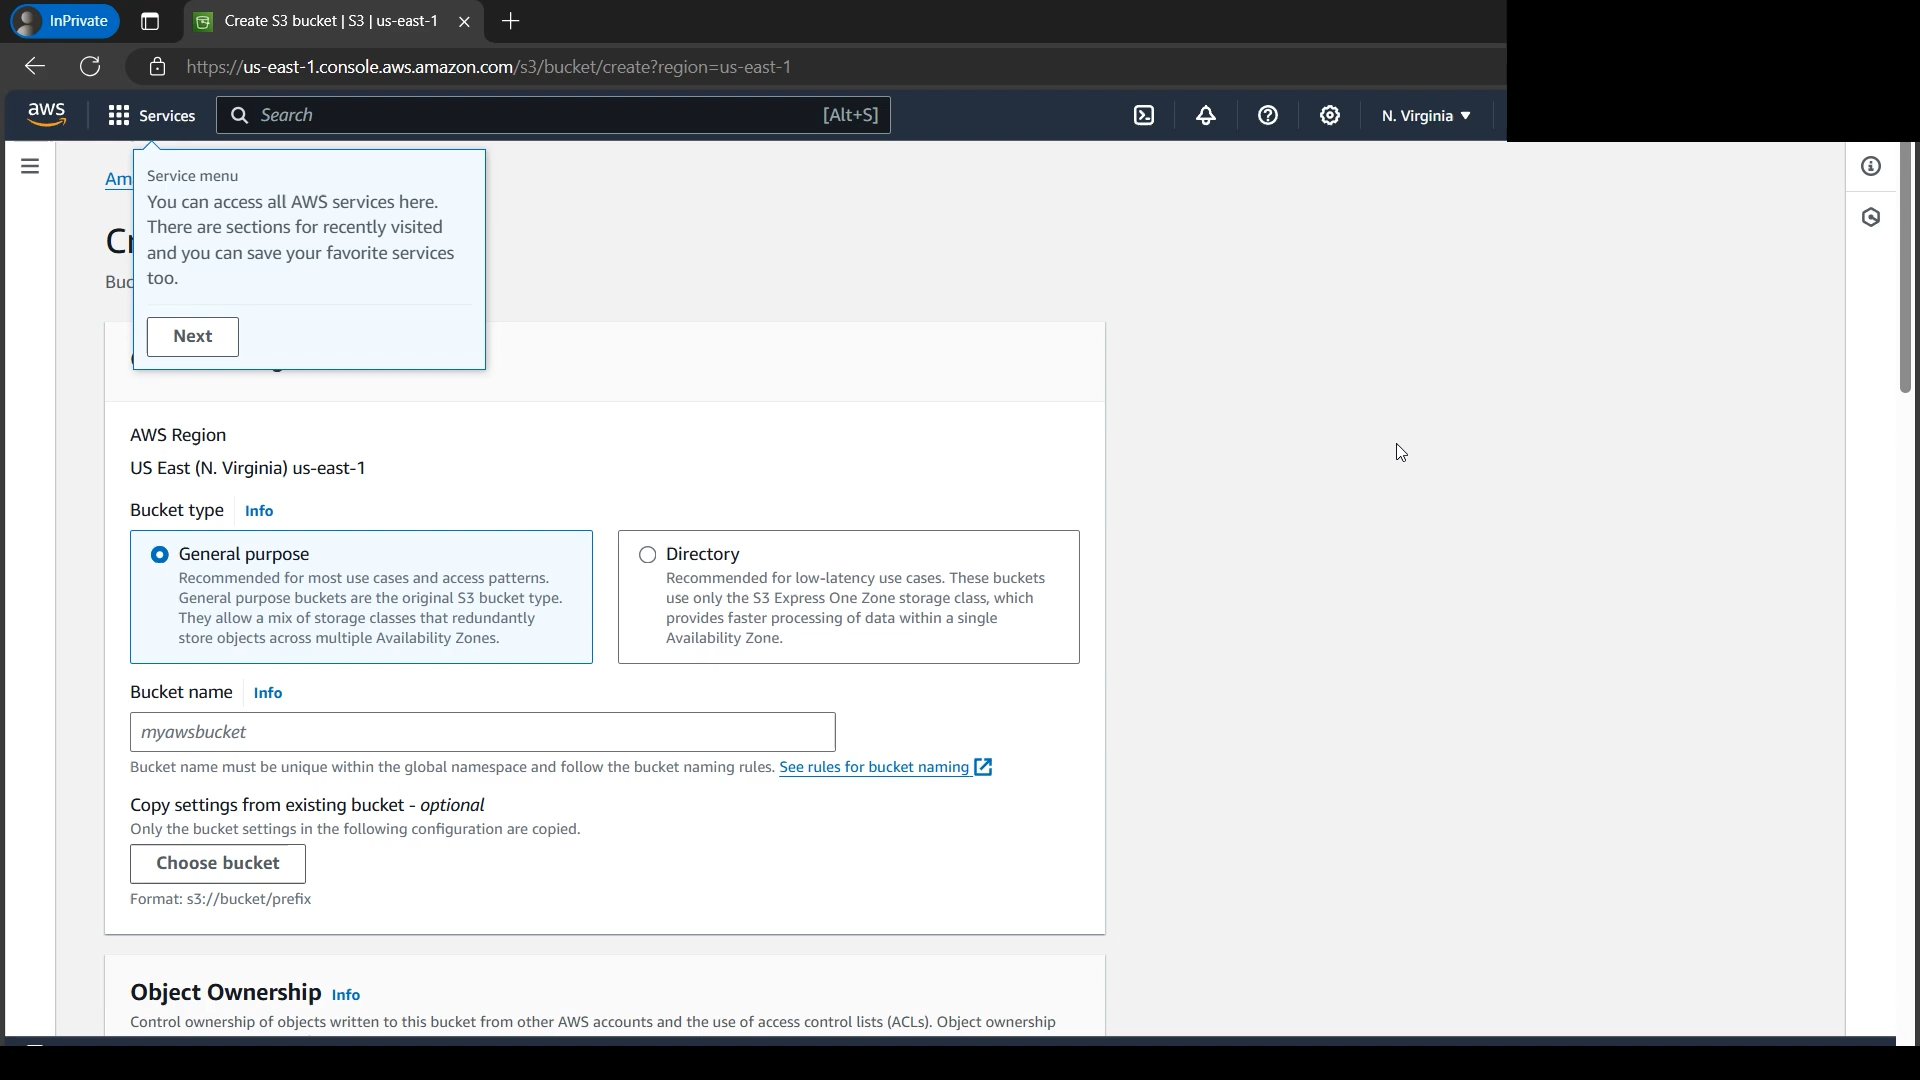 InPrivate
Create S3 bucket | S3 | us-east-1
https://us-east-1.console.aws.amazon.com/s3/bucket/create?region=us-east-1
aws
Services
Search
[Alt+S]
N. Virginia
Am
Service menu
You can access all AWS services here.
There are sections for recently visited
and you can save your favorite services
too.
Next
Cr
Buc
AWS Region
US East (N. Virginia) us-east-1
Bucket type Info
General purpose
Recommended for most use cases and access patterns.
General purpose buckets are the original S3 bucket type.
They allow a mix of storage classes that redundantly
store objects across multiple Availability Zones.
Directory
Recommended for low-latency use cases. These buckets
use only the S3 Express One Zone storage class, which
provides faster processing of data within a single
Availability Zone.
Bucket name Info
myawsbucket
Bucket name must be unique within the global namespace and follow the bucket naming rules. See rules for bucket naming
Copy settings from existing bucket - optional
Only the bucket settings in the following configuration are copied.
Choose bucket
Format: s3://bucket/prefix
Object Ownership Info
Control ownership of objects written to this bucket from other AWS accounts and the use of access control lists (ACLs). Object ownership